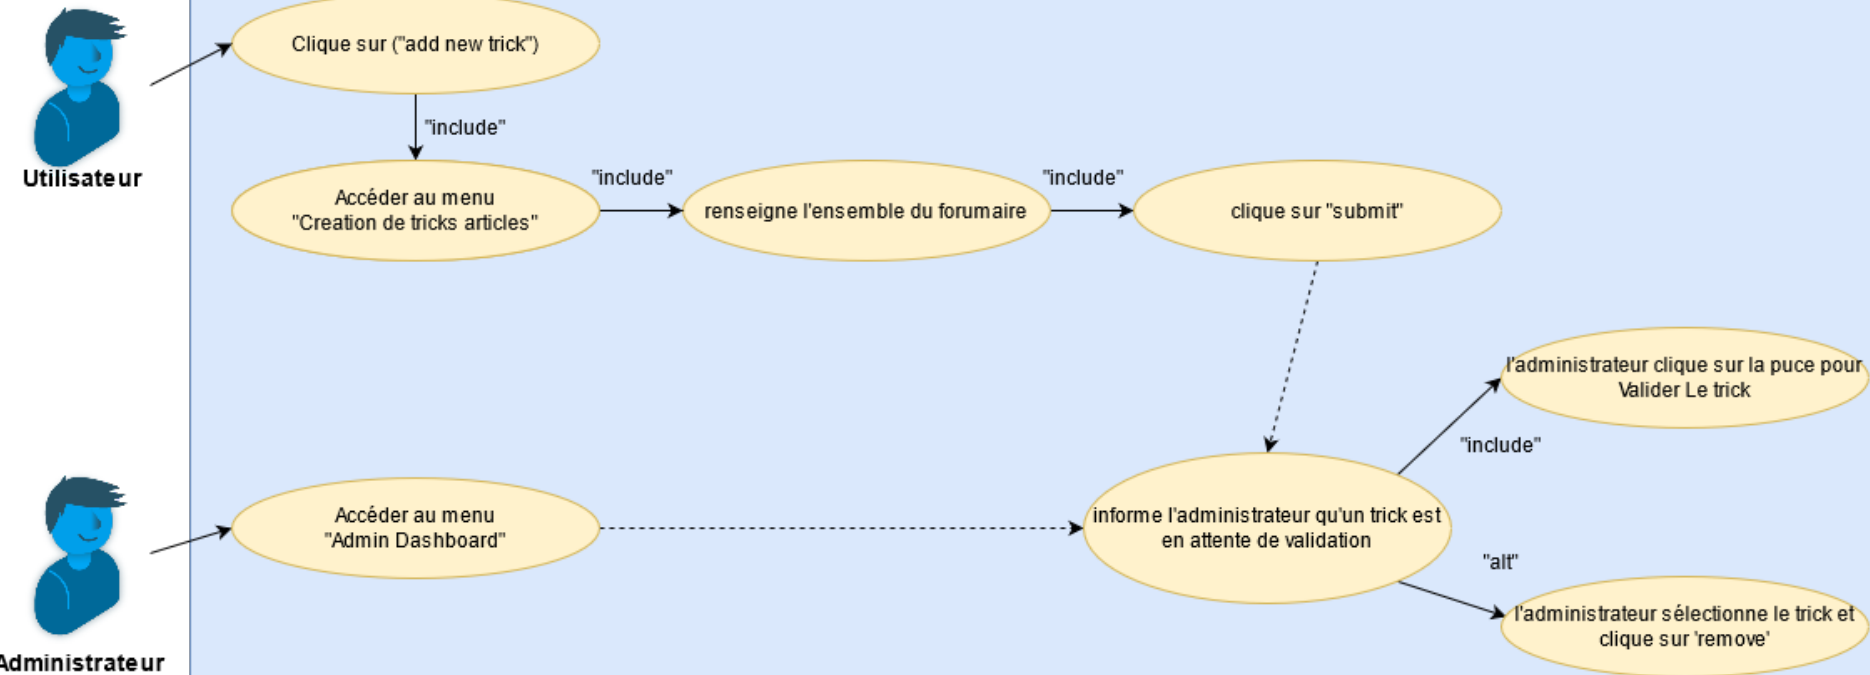 Clique sur ("add new trick")
"include"
Utilisateur
Accéder au menu
"Creation de tricks articles"
"include"
renseigne l'ensemble du forumaire
"include"
clique sur "submit"
l'administrateur clique sur la puce pour
Valider Le trick
"include"
Accéder au menu
"Admin Dashboard"
informe l'administrateur qu'un trick est
en attente de validation
"alt"
l'administrateur sélectionne le trick et
clique sur 'remove'
Administrateur